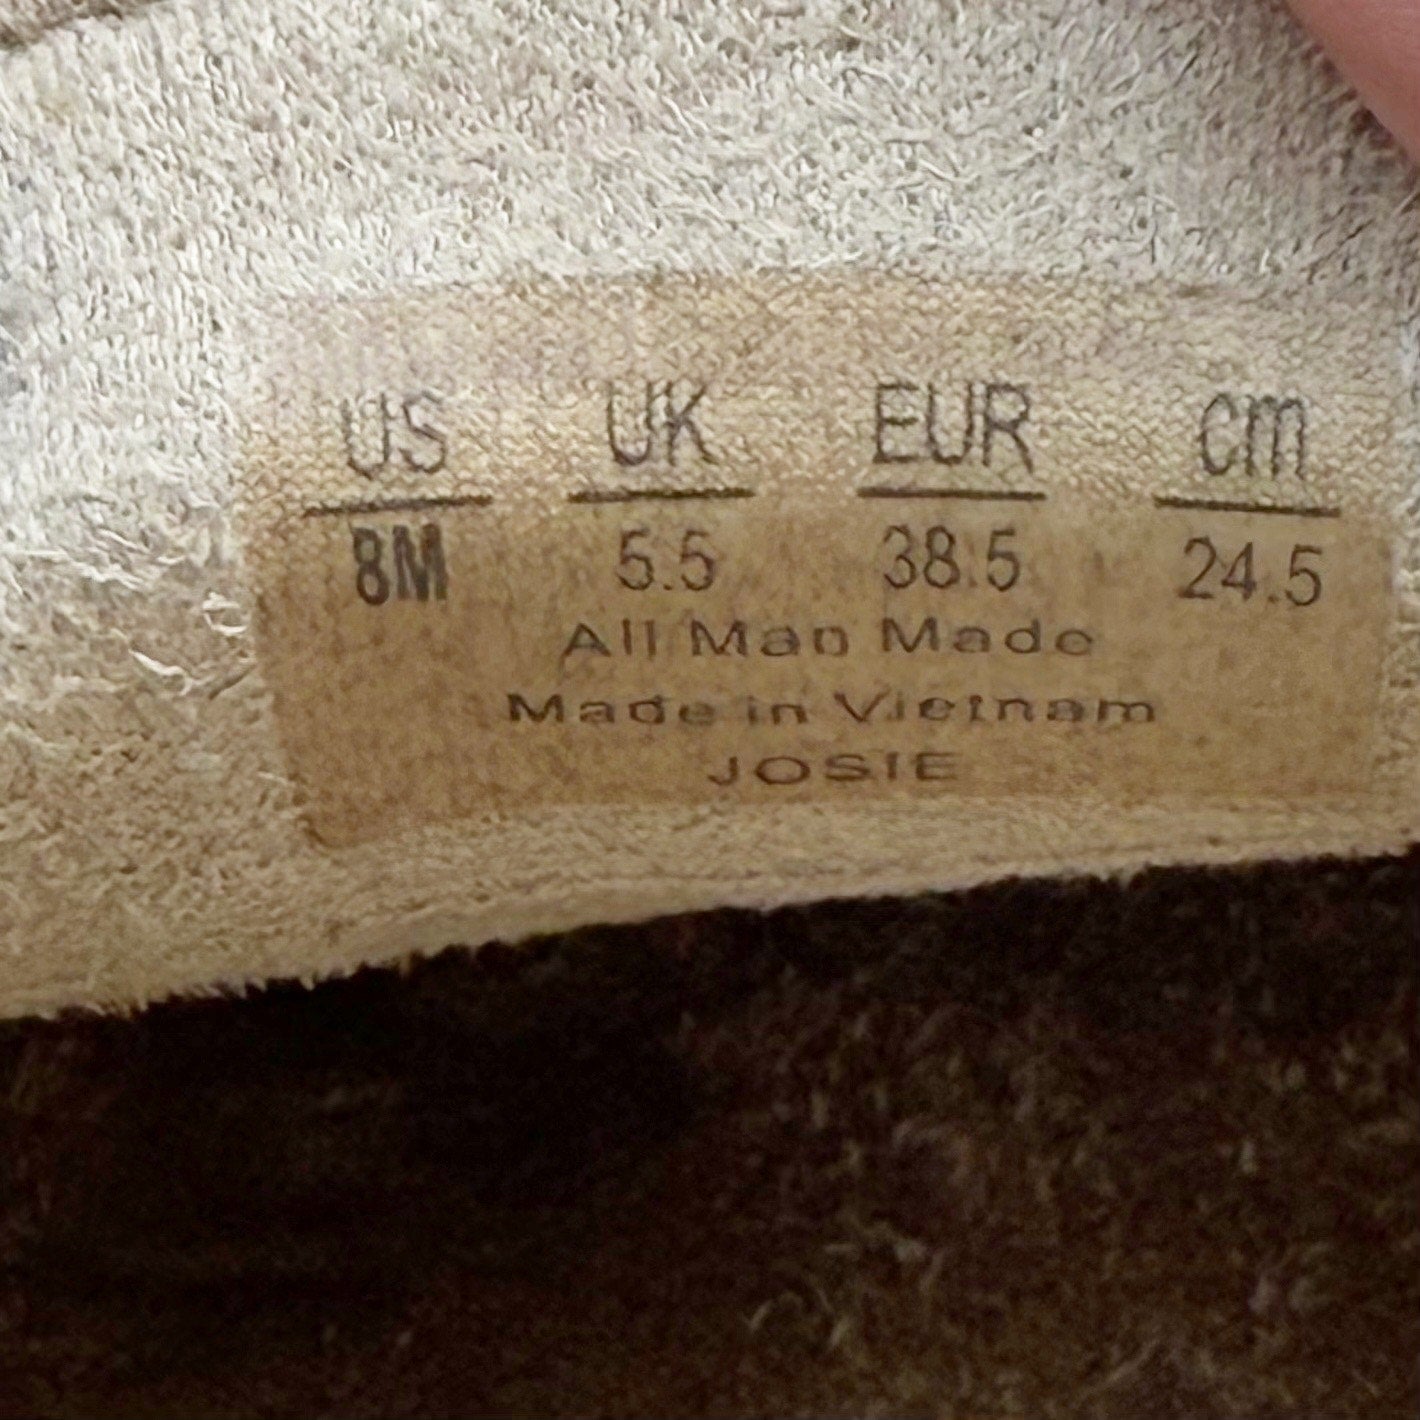 US UK EUR cm
8M 5.5 38.5 24.5
All Man Made
Made in Vietnam
JOSIE